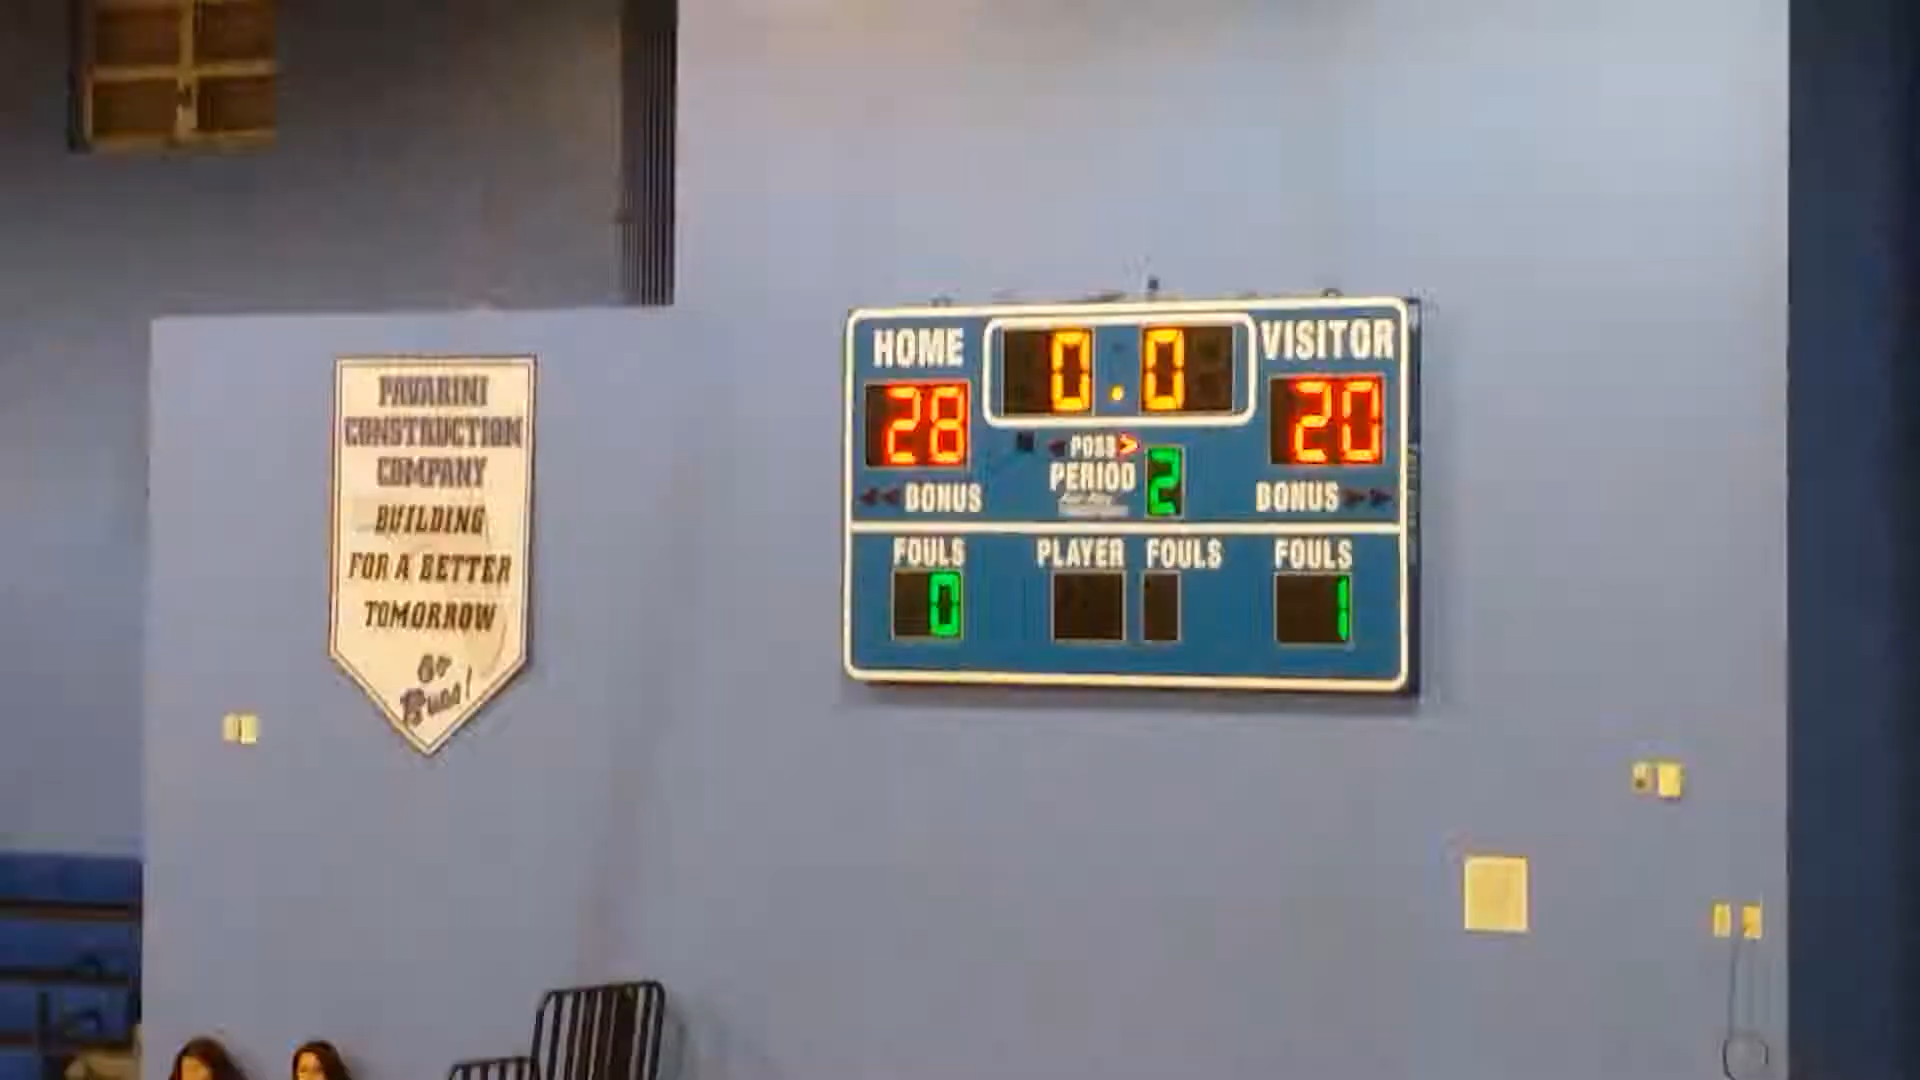 HOME 0.0 VISITOR
28 20
POSS >
PERIOD 2
BONUS BONUS
FOULS PLAYER FOULS FOULS
0 1
PAVARINI
CONSTRUCTION
COMPANY
BUILDING
FOR A BETTER
TOMORROW